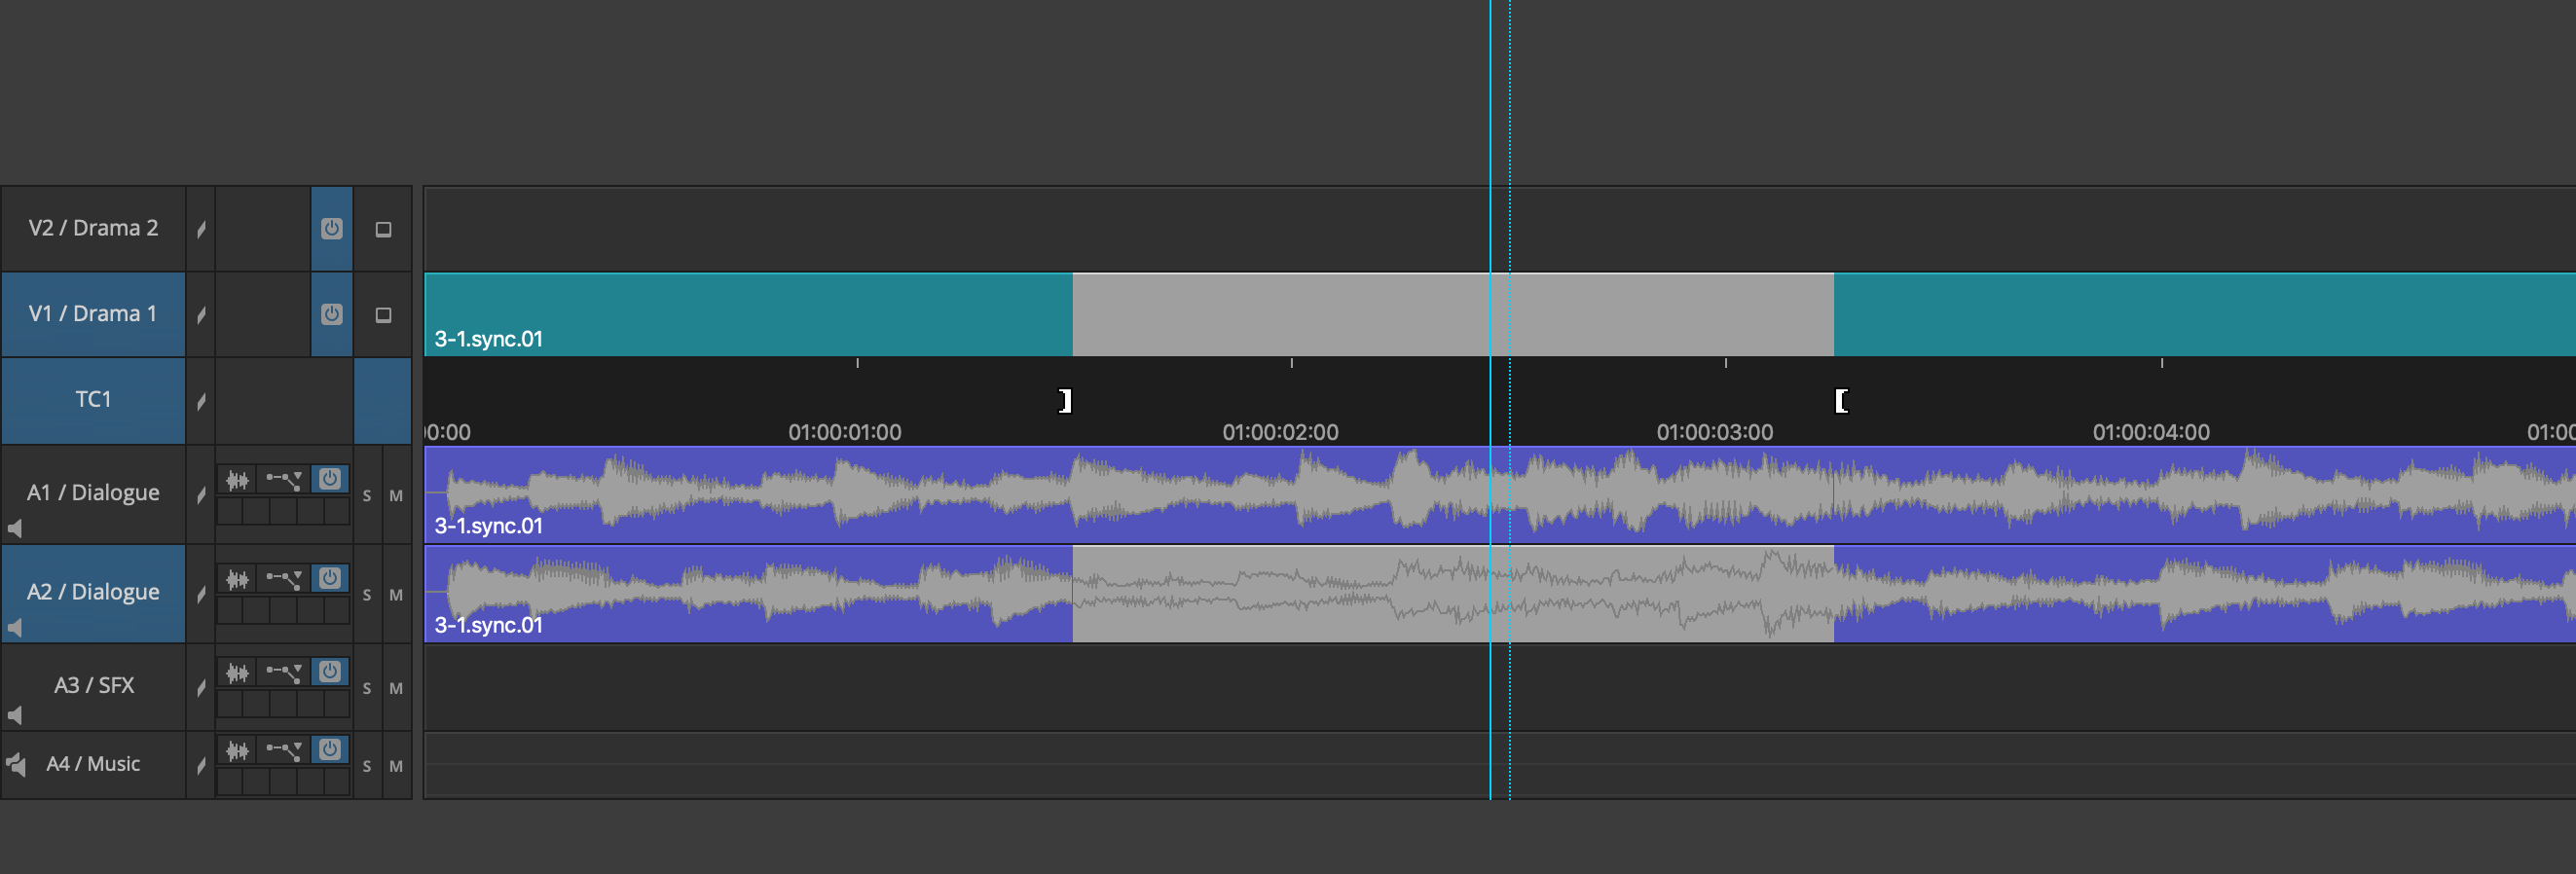 V2 / Drama 2
V1 / Drama 1
3-1.sync.01
TC1
00:00
01:00:01:00
01:00:02:00
01:00:03:00
01:00:04:00
01:00
A1 / Dialogue
S
M
3-1.sync.01
A2 / Dialogue
S
M
3-1.sync.01
A3 / SFX
S
M
A4 / Music
S
M